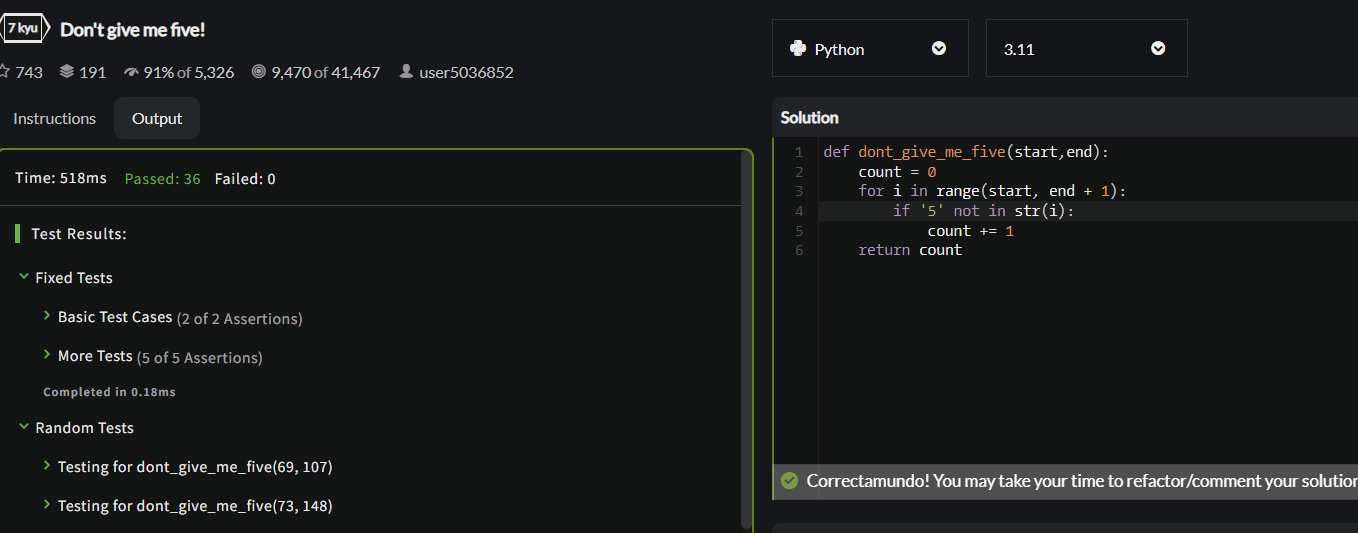 7 kyu Don't give me five!
743 191 91% of 5,326 9,470 of 41,467 user5036852
Instructions Output
Time: 518ms Passed: 36 Failed: 0
Test Results:
Fixed Tests
Basic Test Cases (2 of 2 Assertions)
More Tests (5 of 5 Assertions)
Completed in 0.18ms
Random Tests
Testing for dont_give_me_five(69, 107)
Testing for dont_give_me_five(73, 148)
Python 3.11
Solution
1 def dont_give_me_five(start,end):
2     count = 0
3     for i in range(start, end + 1):
4         if '5' not in str(i):
5             count += 1
6     return count
Correctamundo! You may take your time to refactor/comment your solution